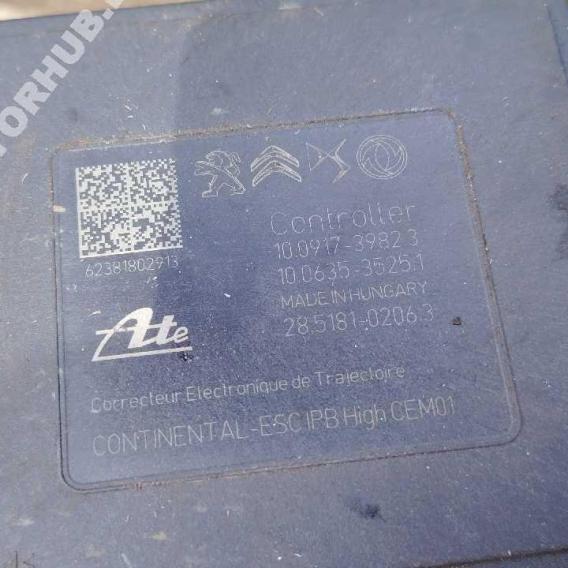 62381802913
Controller
10.0917-3982.3
10.0635-3525.1
MADE IN HUNGARY
28.5181-0206.3
Ate
Correcteur Electronique de Trajectoire
CONTINENTAL-ESC IPB High CEM01